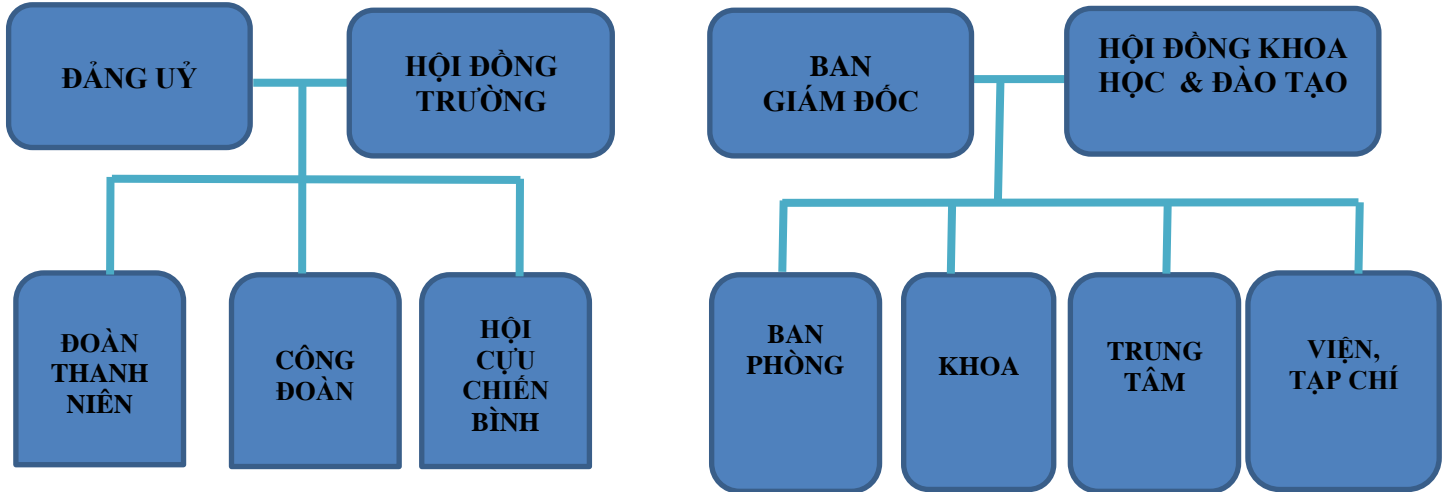 ĐẢNG UỶ
HỘI ĐỒNG
TRƯỜNG
BAN
GIÁM ĐỐC
HỘI ĐỒNG KHOA
HỌC & ĐÀO TẠO
ĐOÀN
THANH
NIÊN
CÔNG
ĐOÀN
HỘI
CỰU
CHIẾN
BÌNH
BAN
PHÒNG
KHOA
TRUNG
TÂM
VIỆN,
TẠP CHÍ